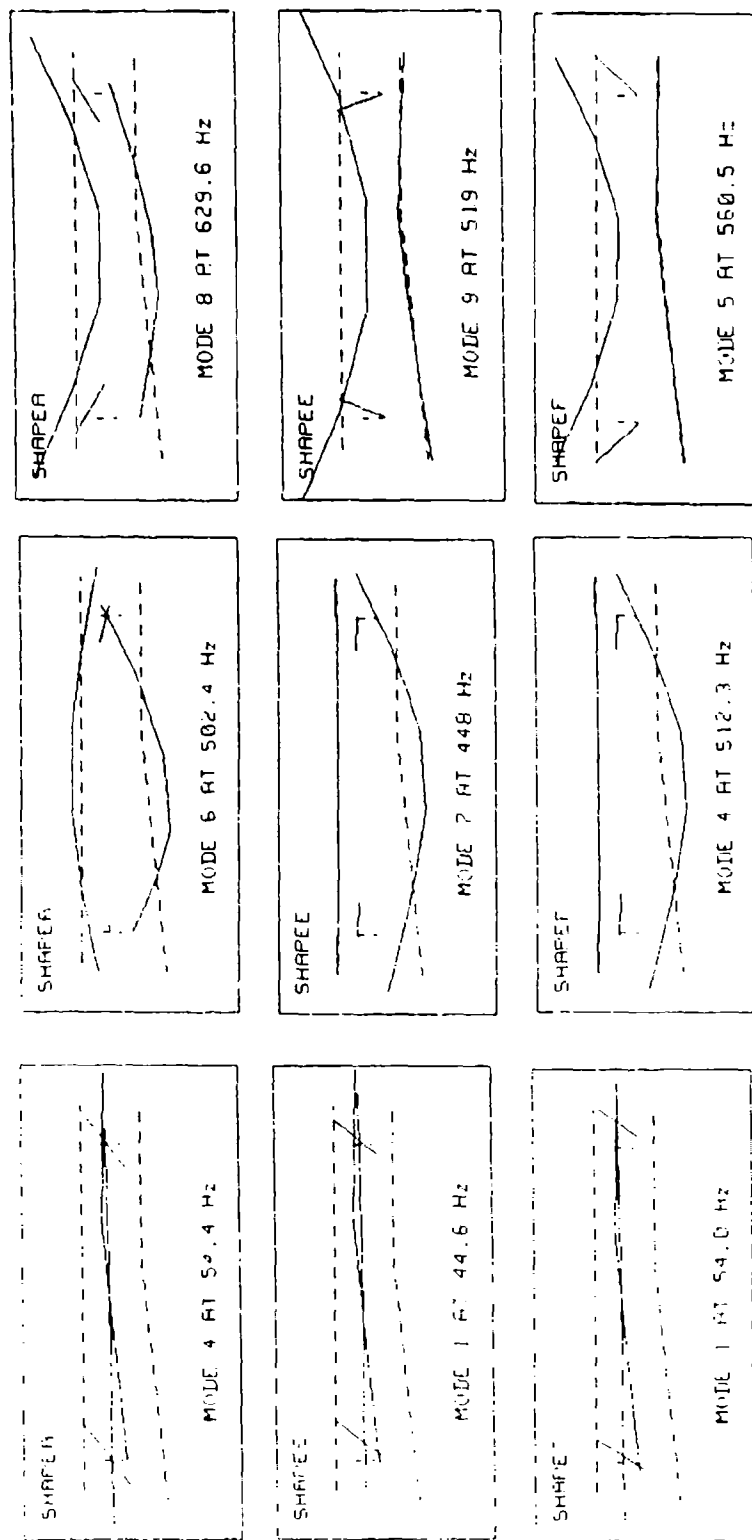 SHAPEA
MODE 4 AT Hz
SHAPEA
MODE 6 AT 502.4 Hz
SHAPEA
MODE 8 AT 629.6 Hz
SHAPEE
MODE 1 AT 44.6 Hz
SHAPEE
MODE 7 AT 448 Hz
SHAPEE
MODE 9 AT 519 Hz
SHAPEF
MODE 1 AT 54.0 Hz
SHAPEF
MODE 4 AT 512.3 Hz
SHAPEF
MODE 5 AT 560.5 Hz